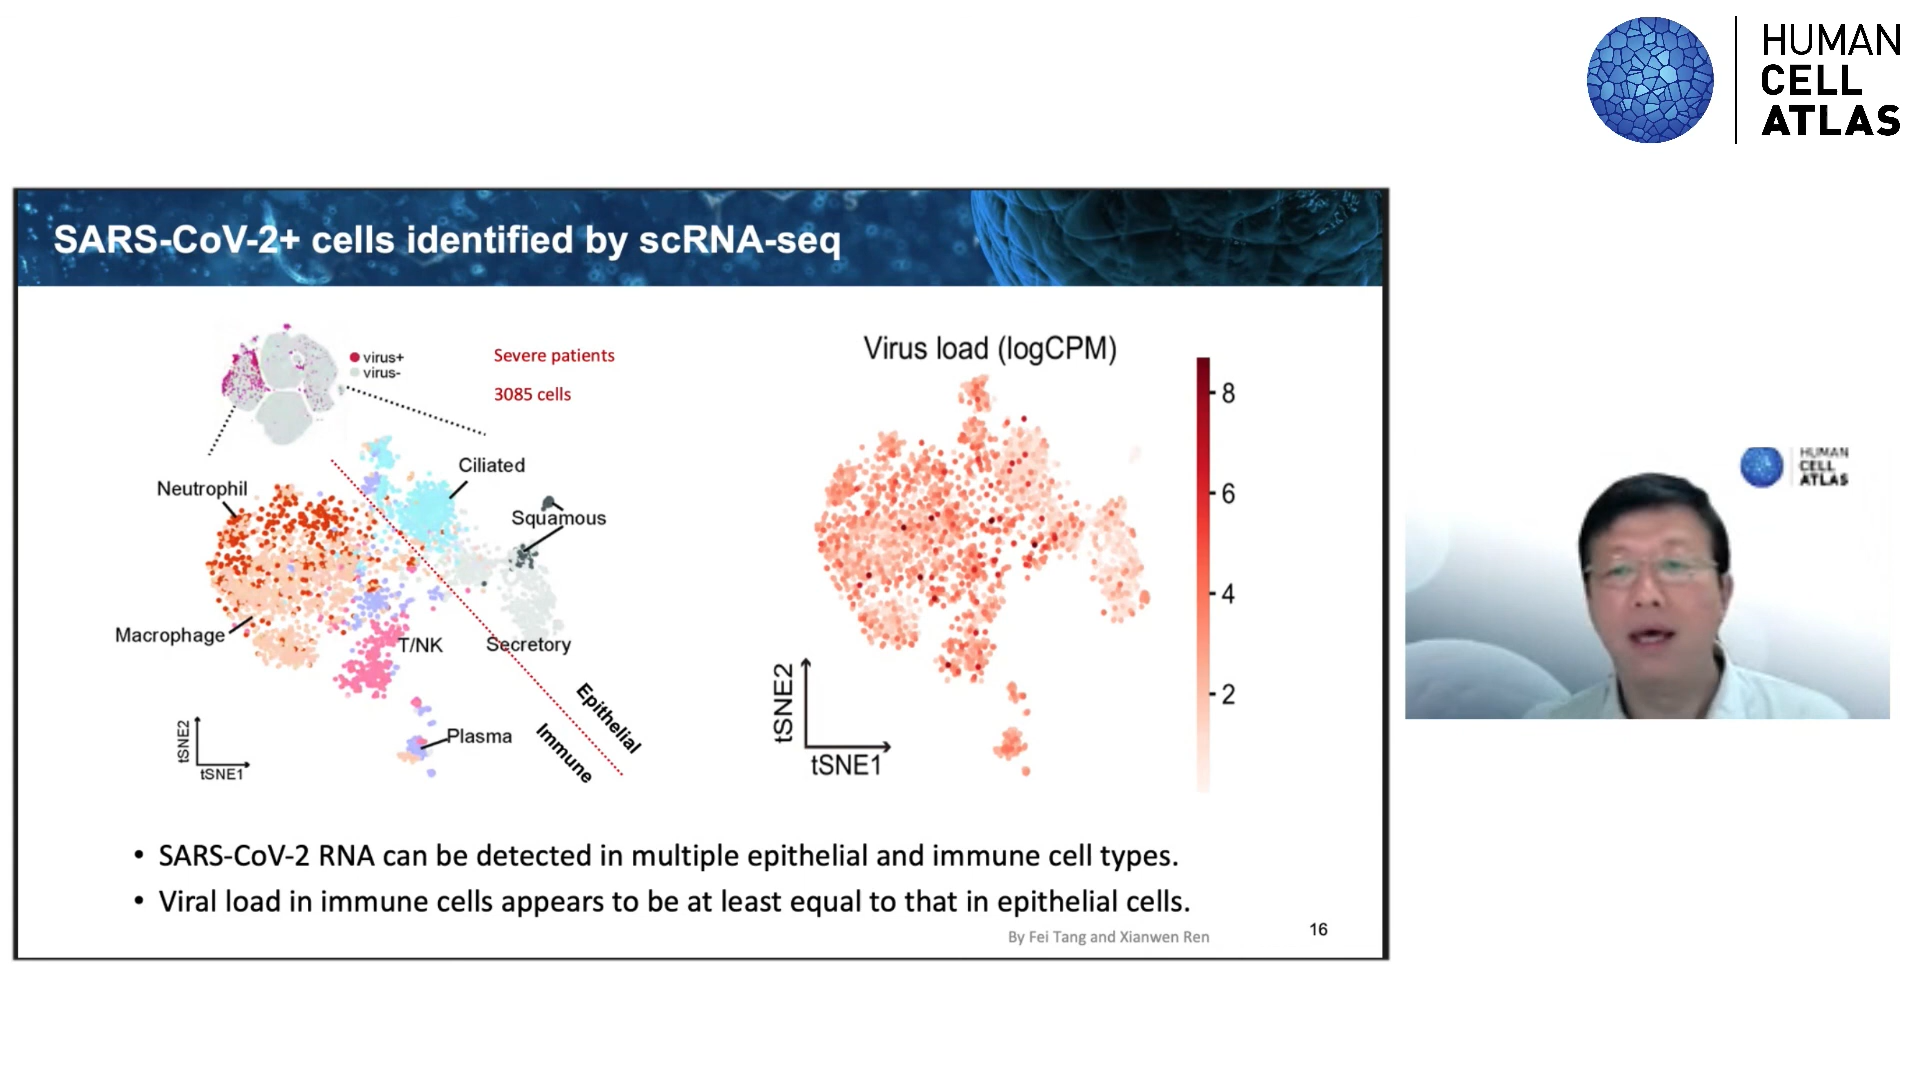 HUMAN
CELL
ATLAS
SARS-CoV-2+ cells identified by scRNA-seq
virus+
virus-
Severe patients
3085 cells
Neutrophil
Ciliated
Squamous
Macrophage
T/NK
Secretory
Plasma
Epithelial
Immune
tSNE2
tSNE1
Virus load (logCPM)
8
6
4
2
tSNE2
tSNE1
• SARS-CoV-2 RNA can be detected in multiple epithelial and immune cell types.
• Viral load in immune cells appears to be at least equal to that in epithelial cells.
By Fei Tang and Xianwen Ren
16
HUMAN
CELL
ATLAS